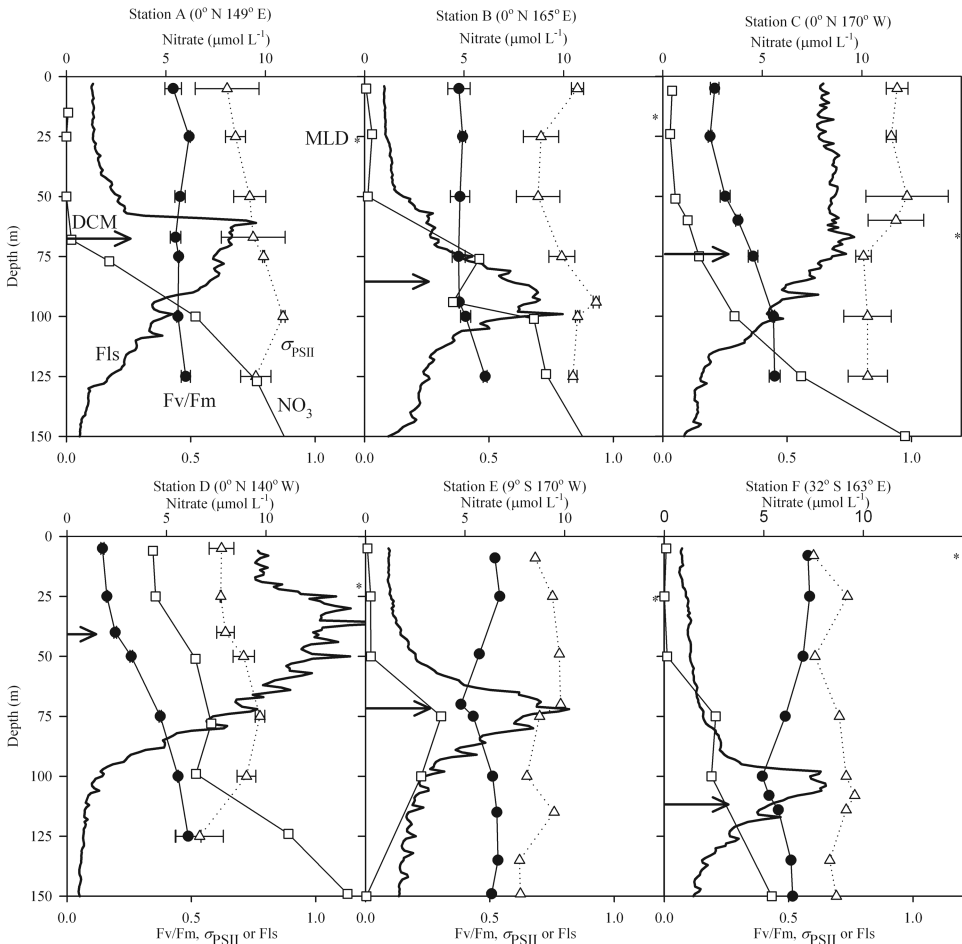 Station A (0° N 149° E)
Nitrate (μmol L⁻¹)
0 5 10
Station B (0° N 165° E)
Nitrate (μmol L⁻¹)
0 5 10
Station C (0° N 170° W)
Nitrate (μmol L⁻¹)
0 5 10
Depth (m)
0
25
50
75
100
125
150
DCM
Fls
Fv/Fm
σPSII
NO₃
0.0 0.5 1.0
MLD *
0.0 0.5 1.0
*
*
0.0 0.5 1.0
Station D (0° N 140° W)
Nitrate (μmol L⁻¹)
0 5 10
Station E (9° S 170° W)
Nitrate (μmol L⁻¹)
0 5 10
Station F (32° S 163° E)
Nitrate (μmol L⁻¹)
0 5 10
Depth (m)
0
25
50
75
100
125
150
*
*
*
0.0 0.5 1.0
0.0 0.5 1.0
0.0 0.5 1.0
Fv/Fm, σPSII or Fls
Fv/Fm, σPSII or Fls
Fv/Fm, σPSII or Fls